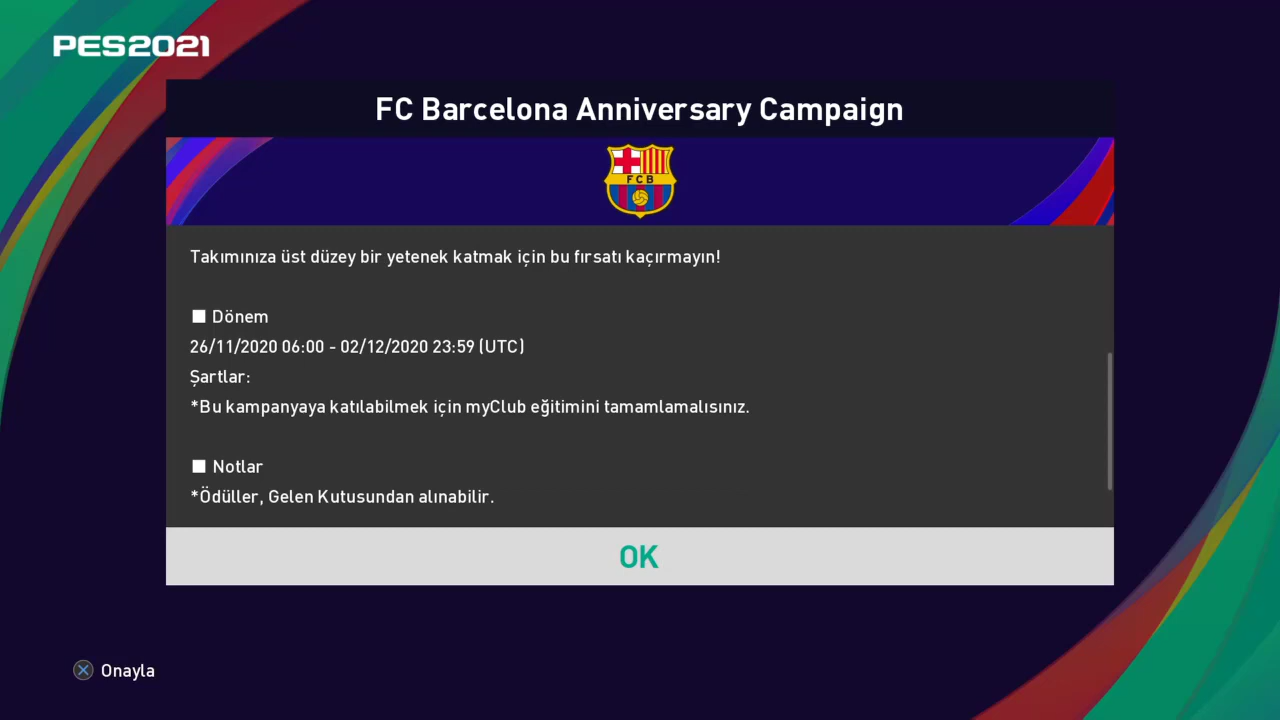 PES2021
FC Barcelona Anniversary Campaign
FCB
Takımınıza üst düzey bir yetenek katmak için bu fırsatı kaçırmayın!
■ Dönem
26/11/2020 06:00 - 02/12/2020 23:59 (UTC)
Şartlar:
*Bu kampanyaya katılabilmek için myClub eğitimini tamamlamalısınız.
■ Notlar
*Ödüller, Gelen Kutusundan alınabilir.
OK
Onayla